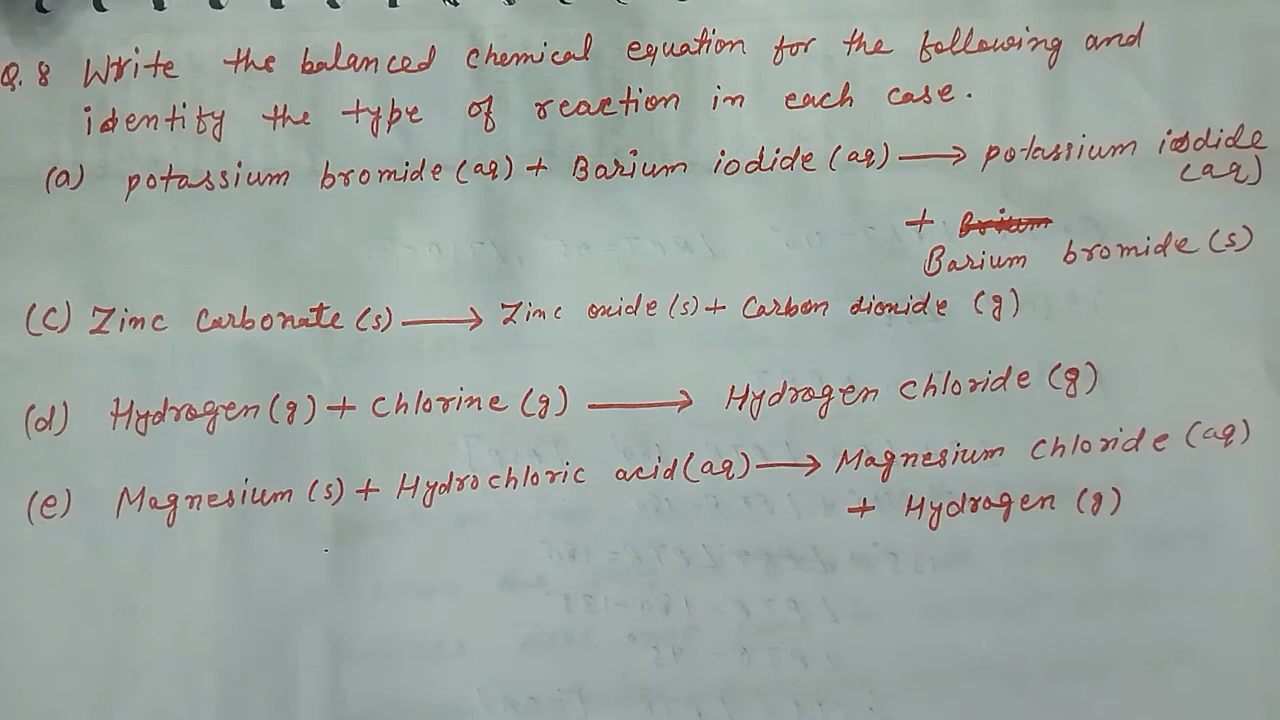 Q.8 Write the balanced chemical equation for the following and
identify the type of reaction in each case.
(a) potassium bromide (aq) + Barium iodide (aq) → potassium iodide
(aq)
+
Barium bromide (s)
(C) Zinc Carbonate (s) → Zinc oxide (s) + Carbon dioxide (g)
(d) Hydrogen (g) + Chlorine (g) → Hydrogen chloride (g)
(e) Magnesium (s) + Hydrochloric acid (aq) → Magnesium Chloride (aq)
+ Hydrogen (g)